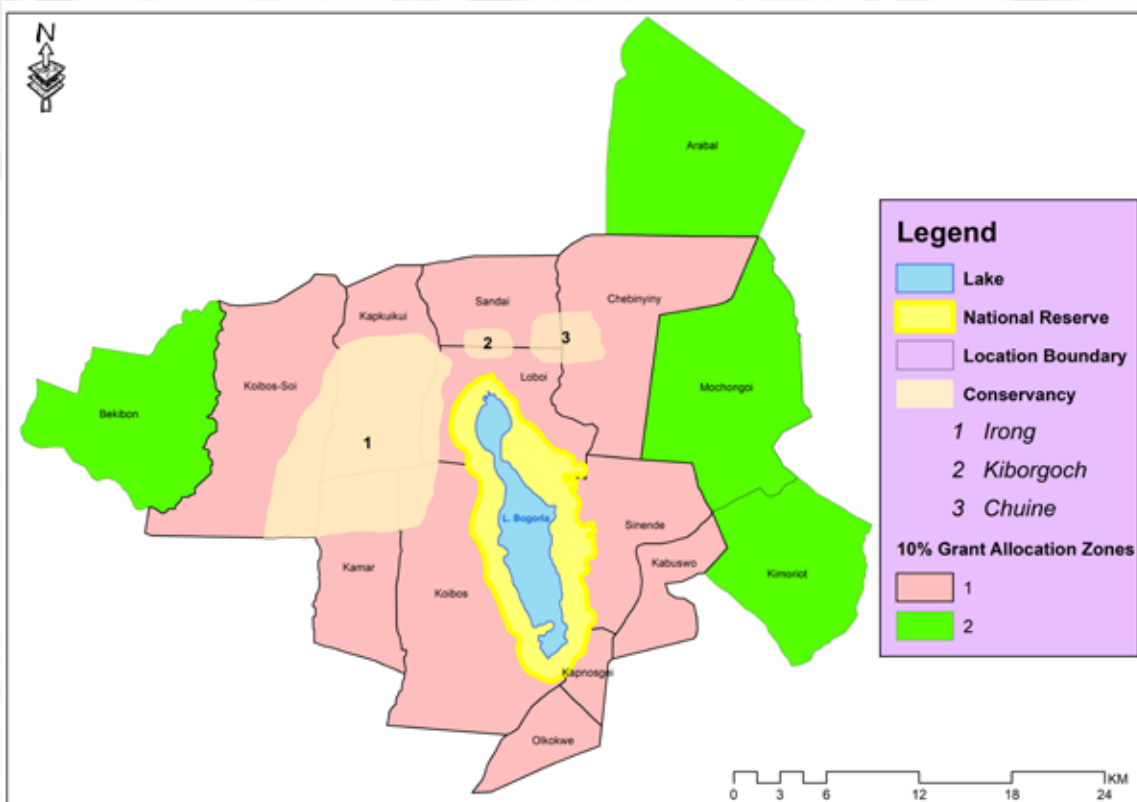 N
Arabal
Sandai
Chebinyiny
Kapkuikui
3
2
Loboi
Koibos-Soi
Mochongoi
Bekibon
1
L. Bogoria
Sinende
Kabuswo
Kamar
Kimoriot
Koibos
Kapnosgei
Olkokwe
Legend
Lake
National Reserve
Location Boundary
Conservancy
1 Irong
2 Kiborgoch
3 Chuine
10% Grant Allocation Zones
1
2
KM
0 3 6 12 18 24